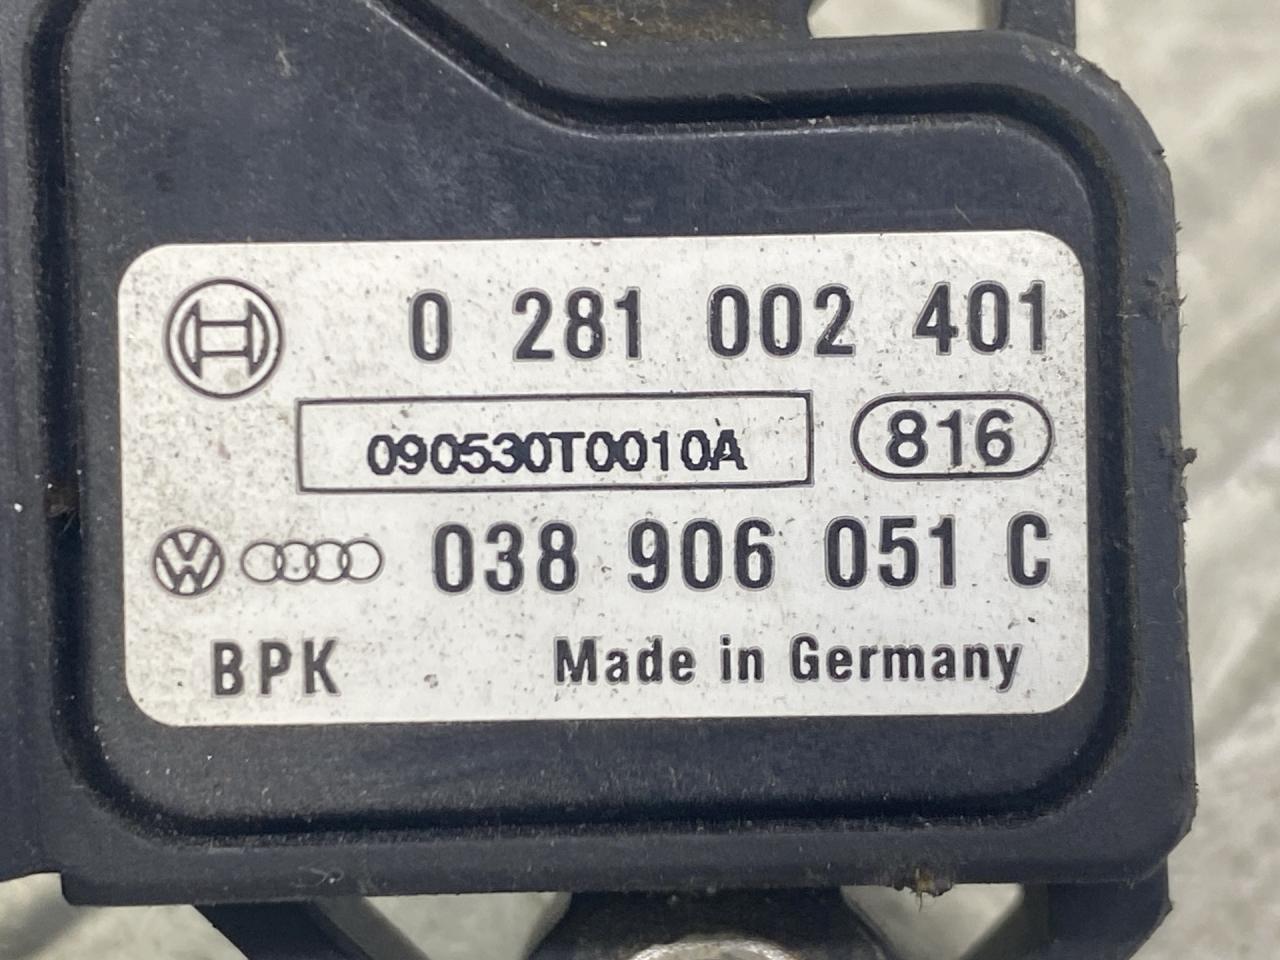 0 281 002 401
090530T0010A 816
038 906 051 C
BPK Made in Germany